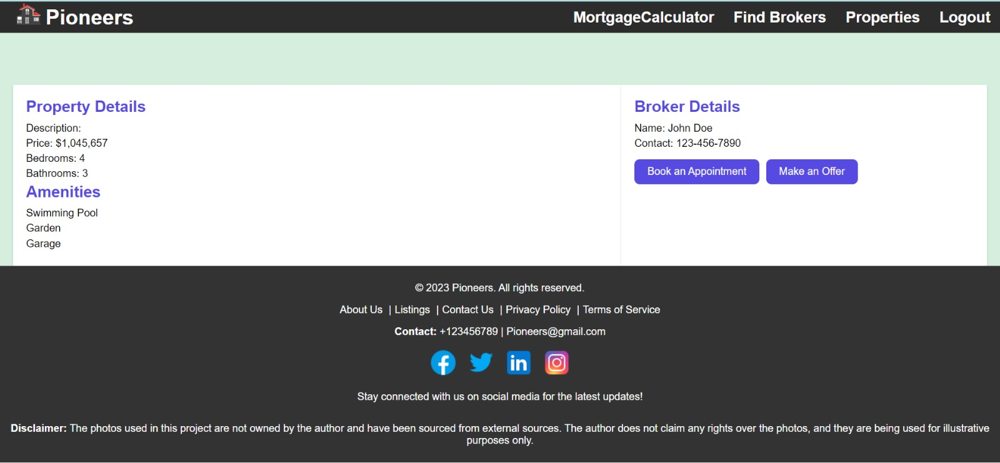 Pioneers
MortgageCalculator Find Brokers Properties Logout
Property Details
Description:
Price: $1,045,657
Bedrooms: 4
Bathrooms: 3
Amenities
Swimming Pool
Garden
Garage
Broker Details
Name: John Doe
Contact: 123-456-7890
Book an Appointment Make an Offer
© 2023 Pioneers. All rights reserved.
About Us | Listings | Contact Us | Privacy Policy | Terms of Service
Contact: +123456789 | Pioneers@gmail.com
Stay connected with us on social media for the latest updates!
Disclaimer: The photos used in this project are not owned by the author and have been sourced from external sources. The author does not claim any rights over the photos, and they are being used for illustrative
purposes only.